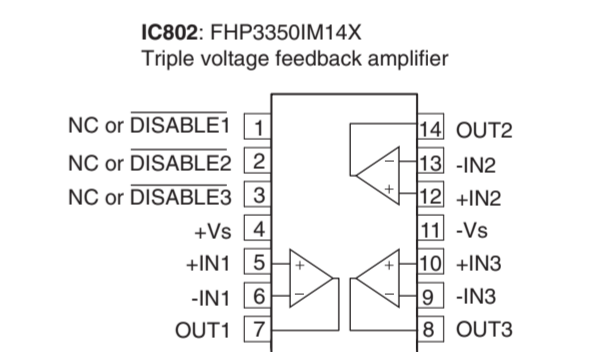 IC802: FHP3350IM14X
Triple voltage feedback amplifier
NC or DISABLE1 1 14 OUT2
NC or DISABLE2 2 13 -IN2
NC or DISABLE3 3 12 +IN2
+Vs 4 11 -Vs
+IN1 5 10 +IN3
-IN1 6 9 -IN3
OUT1 7 8 OUT3